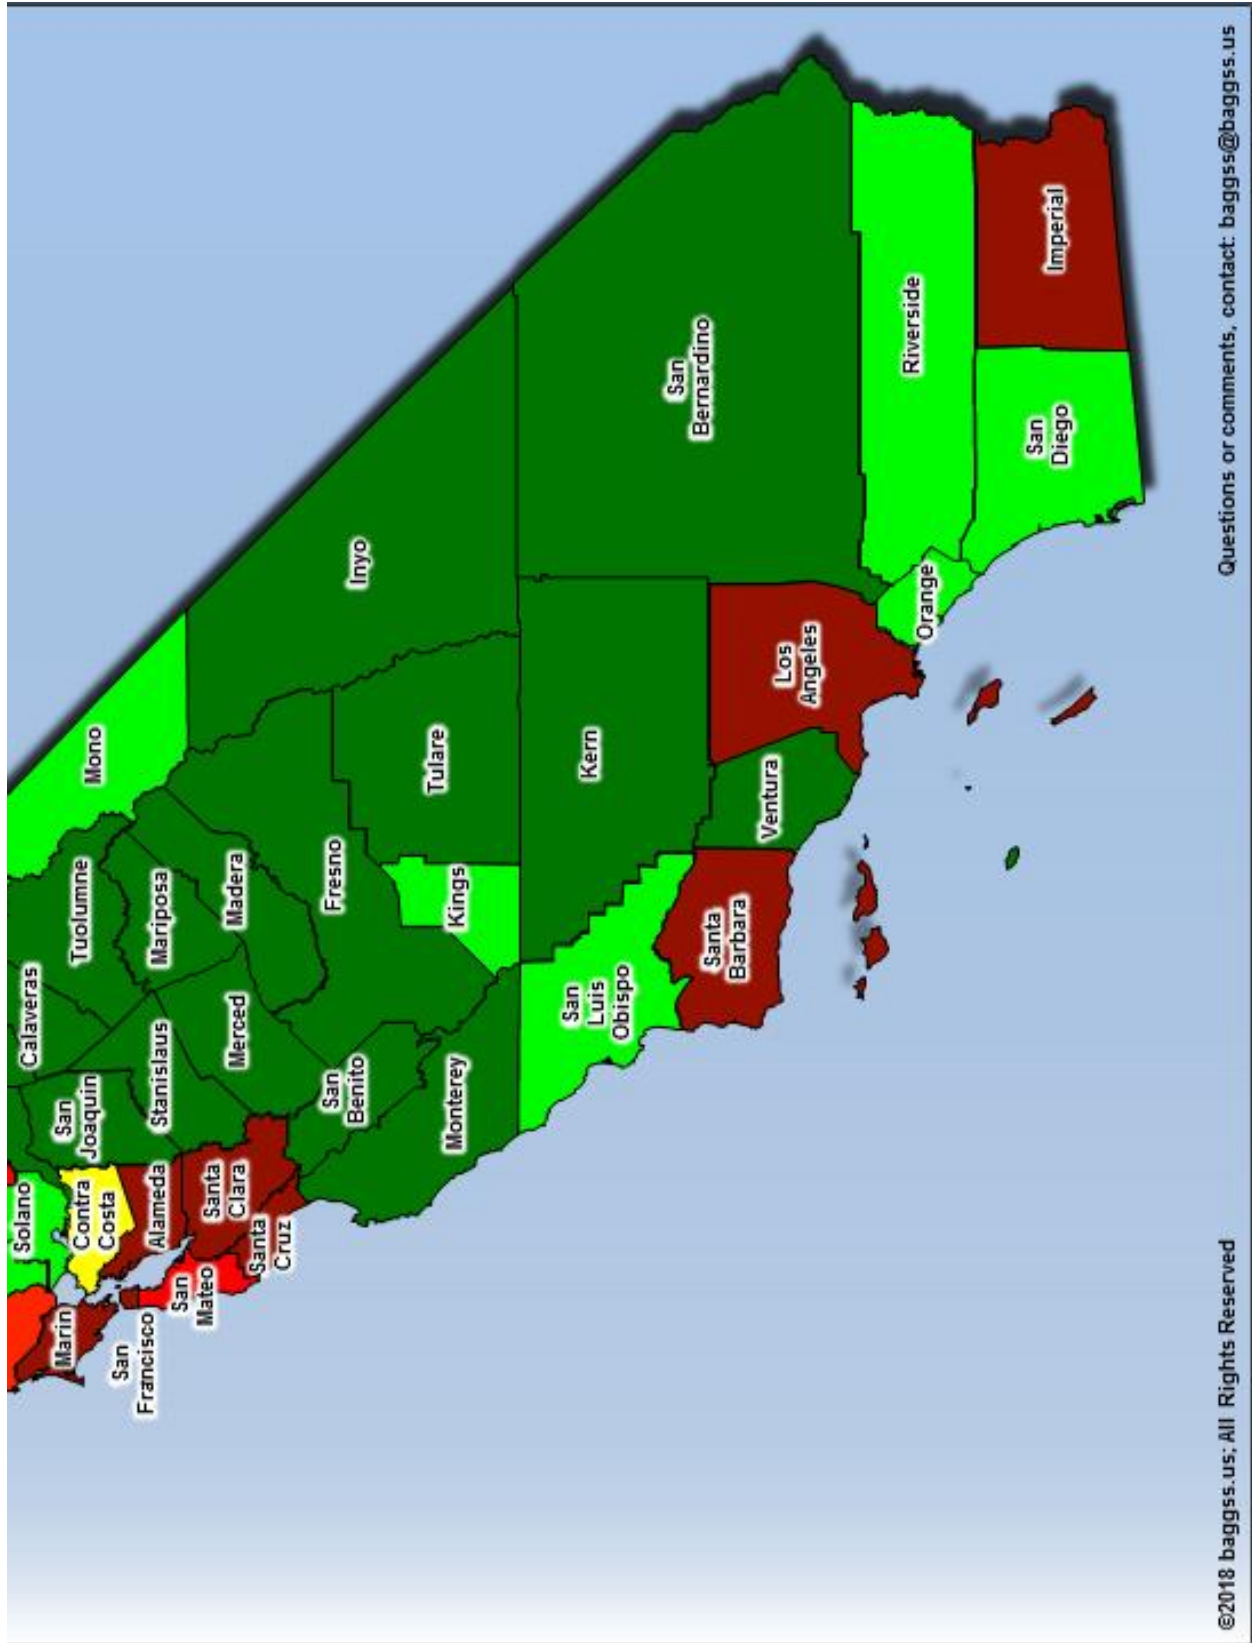 Mono
Calaveras
Tuolumne
San
Joaquin
Stanislaus
Mariposa
Madera
Merced
Solano
Contra
Costa
Alameda
Santa
Clara
Santa
Cruz
Marin
San
Francisco
San
Mateo
Inyo
Fresno
San
Benito
Tulare
Kings
Monterey
Kern
San
Luis
Obispo
San
Bernardino
Santa
Barbara
Ventura
Los
Angeles
Riverside
Orange
San
Diego
Imperial
©2018 baggss.us; All Rights Reserved
Questions or comments, contact: baggss@baggss.us